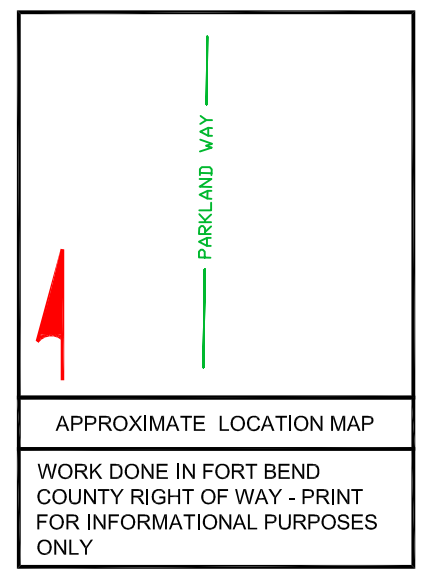 PARKLAND WAY
APPROXIMATE LOCATION MAP
WORK DONE IN FORT BEND
COUNTY RIGHT OF WAY - PRINT
FOR INFORMATIONAL PURPOSES
ONLY